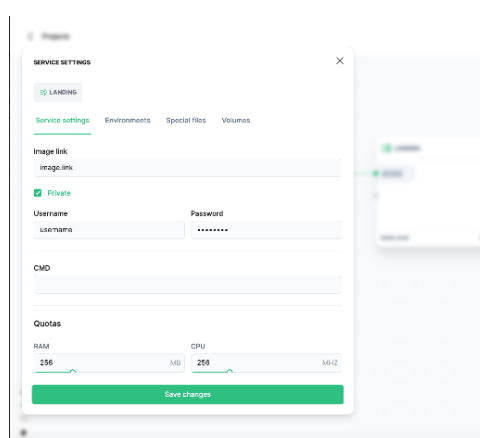 Projects
SERVICE SETTINGS
LANDING
Service settings Environments Special files Volumes
Image link
image.link
Private
Username Password
username ••••••••
CMD
Quotas
RAM CPU
256 MB 256 MHZ
Save changes
LANDING